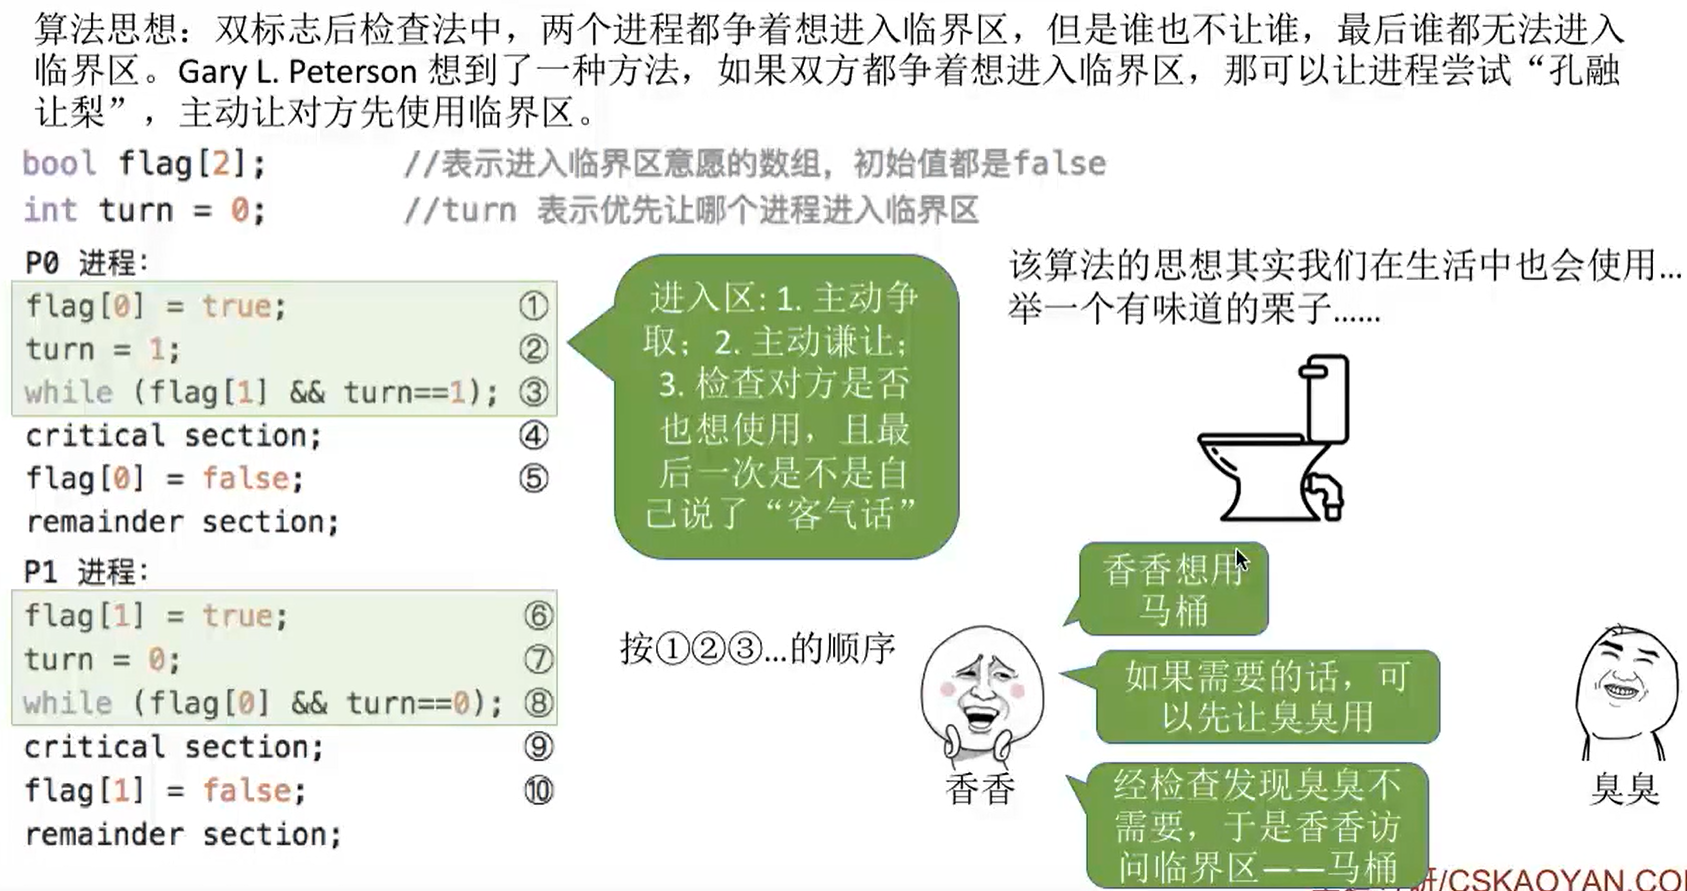 算法思想：双标志后检查法中，两个进程都争着想进入临界区，但是谁也不让谁，最后谁都无法进入
临界区。Gary L. Peterson 想到了一种方法，如果双方都争着想进入临界区，那可以让进程尝试“孔融
让梨”，主动让对方先使用临界区。
bool flag[2]; //表示进入临界区意愿的数组，初始值都是false
int turn = 0; //turn 表示优先让哪个进程进入临界区
P0 进程：
flag[0] = true; ①
turn = 1; ②
while (flag[1] && turn==1); ③
critical section; ④
flag[0] = false; ⑤
remainder section;
P1 进程：
flag[1] = true; ⑥
turn = 0; ⑦
while (flag[0] && turn==0); ⑧
critical section; ⑨
flag[1] = false; ⑩
remainder section;
进入区：1. 主动争
取；2. 主动谦让；
3. 检查对方是否
也想使用，且最
后一次是不是自
己说了“客气话”
该算法的思想其实我们在生活中也会使用...
举一个有味道的栗子......
按①②③...的顺序
香香想用
马桶
如果需要的话，可
以先让臭臭用
经检查发现臭臭不
需要，于是香香访
问临界区——马桶
香香
臭臭
研/CSKAOYAN.CO